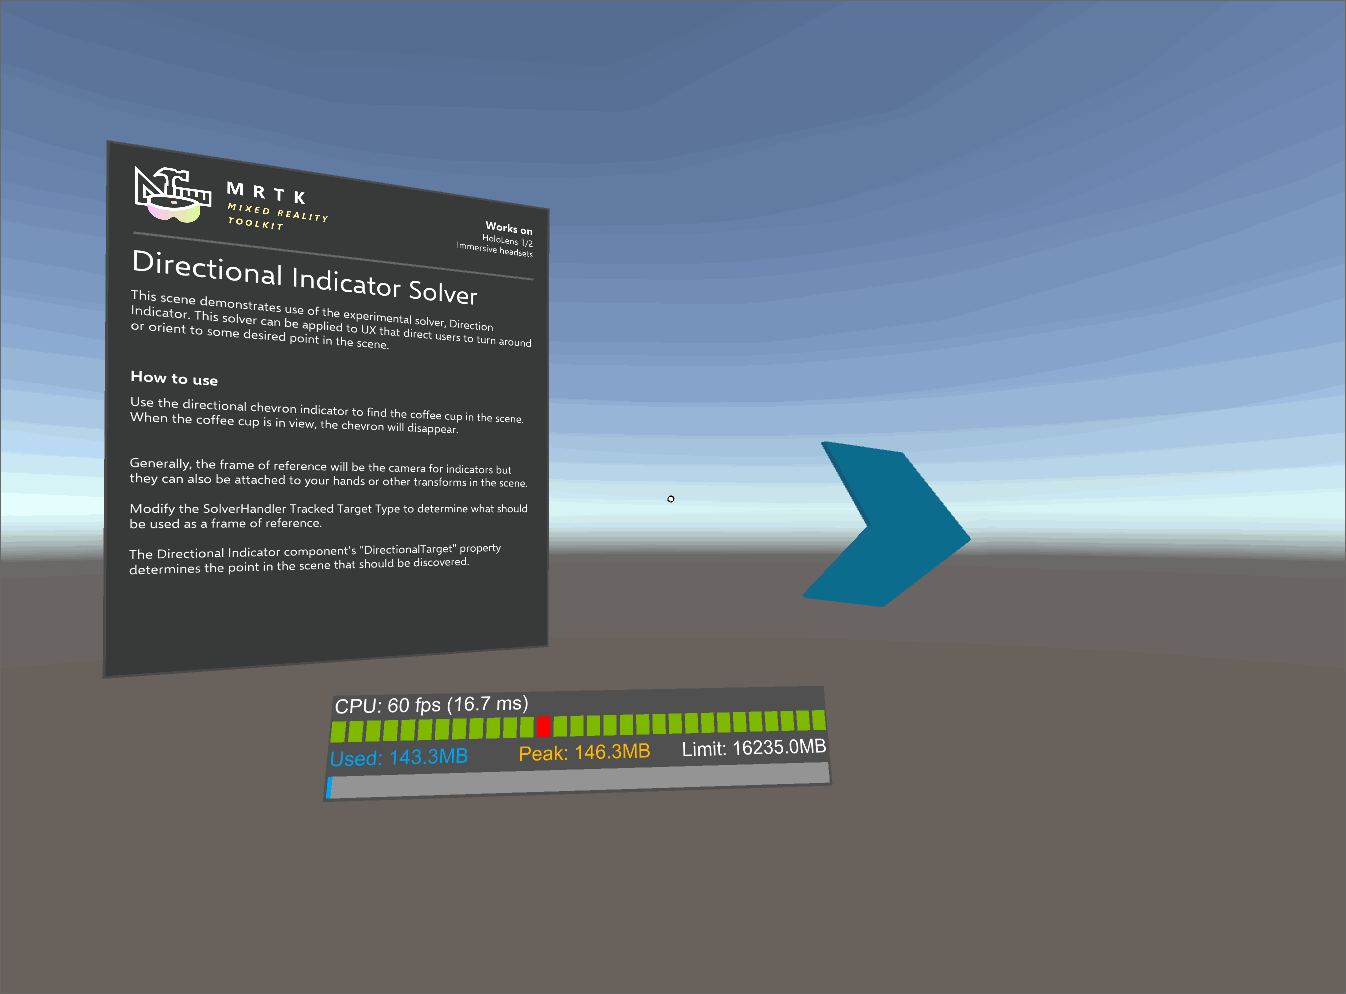 MRTK
MIXED REALITY
TOOLKIT
Works on
HoloLens 1/2
Immersive headsets
Directional Indicator Solver
This scene demonstrates use of the experimental solver, Direction
Indicator. This solver can be applied to UX that direct users to turn around
or orient to some desired point in the scene.
How to use
Use the directional chevron indicator to find the coffee cup in the scene.
When the coffee cup is in view, the chevron will disappear.
Generally, the frame of reference will be the camera for indicators but
they can also be attached to your hands or other transforms in the scene.
Modify the SolverHandler Tracked Target Type to determine what should
be used as a frame of reference.
The Directional Indicator component's "DirectionalTarget" property
determines the point in the scene that should be discovered.
CPU: 60 fps (16.7 ms)
Used: 143.3MB Peak: 146.3MB Limit: 16235.0MB